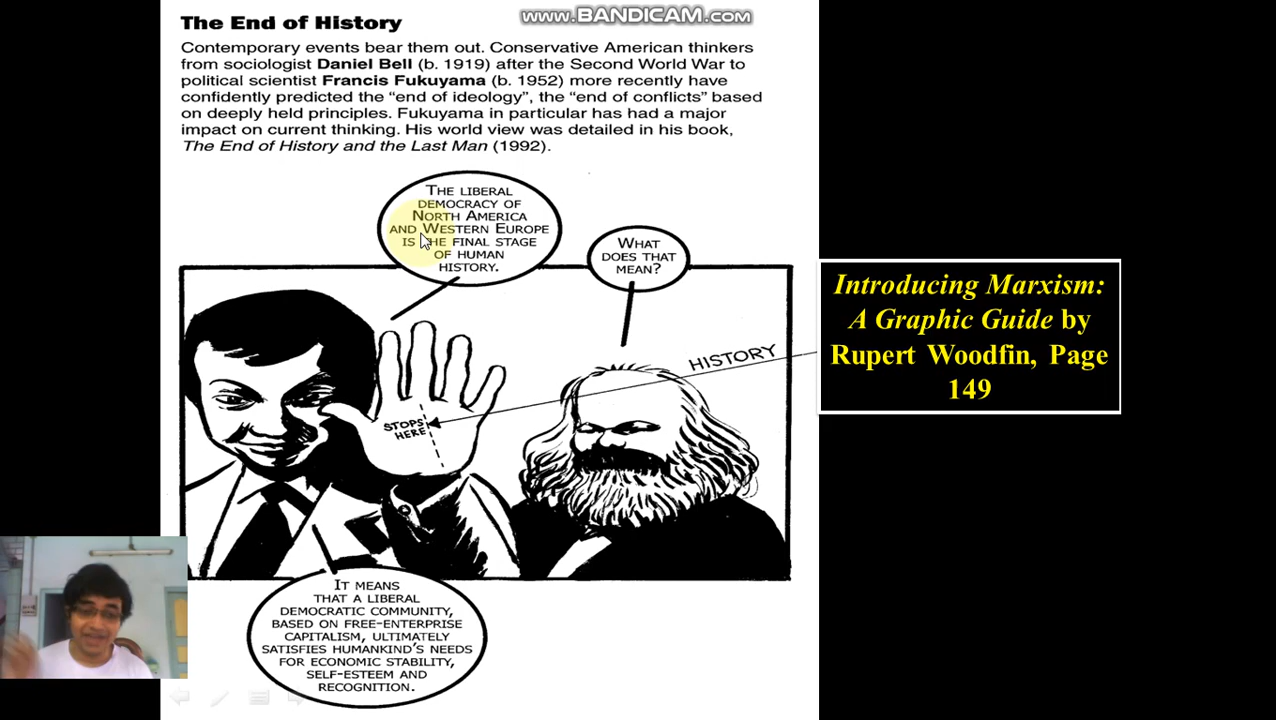 www.BANDICAM.com
The End of History
Contemporary events bear them out. Conservative American thinkers
from sociologist Daniel Bell (b. 1919) after the Second World War to
political scientist Francis Fukuyama (b. 1952) more recently have
confidently predicted the “end of ideology”, the “end of conflicts” based
on deeply held principles. Fukuyama in particular has had a major
impact on current thinking. His world view was detailed in his book,
The End of History and the Last Man (1992).
THE LIBERAL
DEMOCRACY OF
NORTH AMERICA
AND WESTERN EUROPE
IS THE FINAL STAGE
OF HUMAN
HISTORY.
WHAT
DOES THAT
MEAN?
HISTORY
STOPS
HERE
Introducing Marxism:
A Graphic Guide by
Rupert Woodfin, Page
149
IT MEANS
THAT A LIBERAL
DEMOCRATIC COMMUNITY,
BASED ON FREE-ENTERPRISE
CAPITALISM, ULTIMATELY
SATISFIES HUMANKIND'S NEEDS
FOR ECONOMIC STABILITY,
SELF-ESTEEM AND
RECOGNITION.